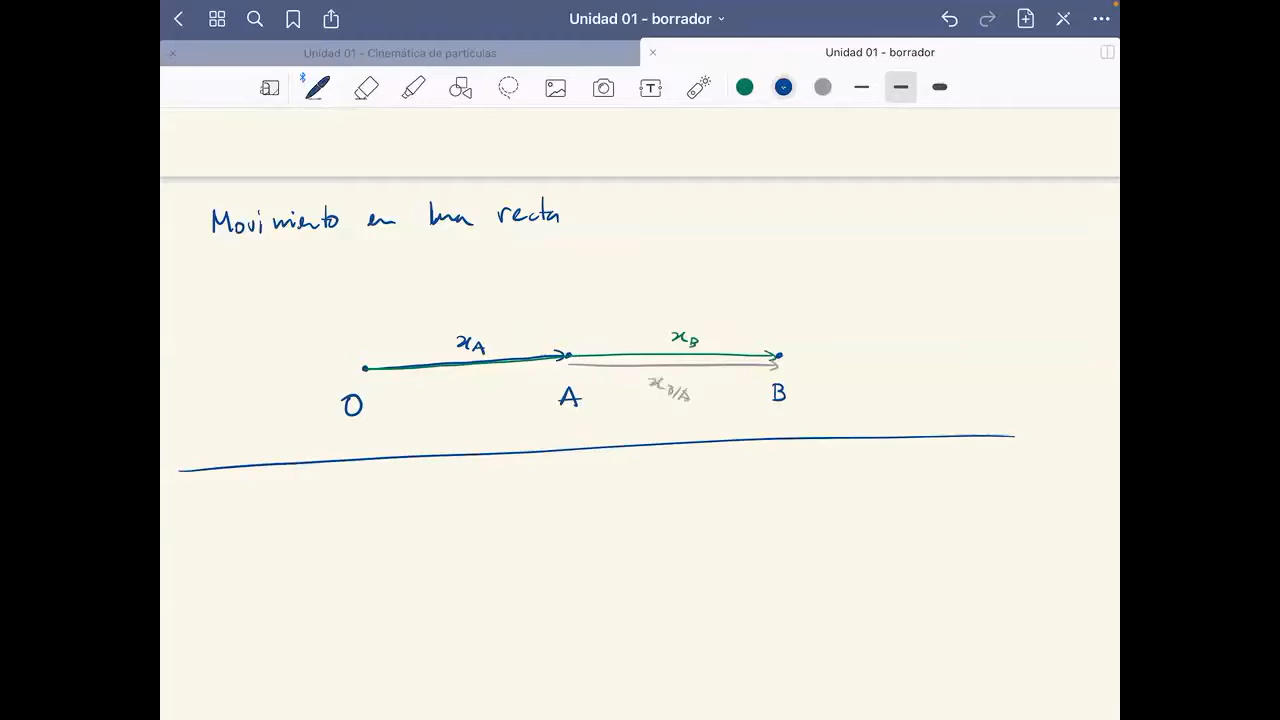 Unidad 01 - borrador
Unidad 01 - Cinemática de partículas
Unidad 01 - borrador
T
Movimiento en una recta
x_A
x_B
x_B/A
O
A
B